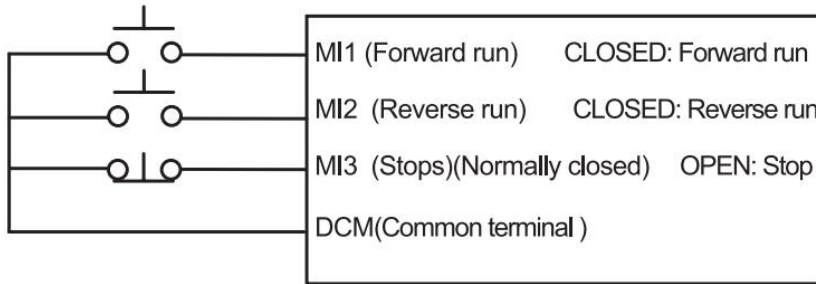 MI1 (Forward run) CLOSED: Forward run
MI2 (Reverse run) CLOSED: Reverse run
MI3 (Stops)(Normally closed) OPEN: Stop
DCM(Common terminal )